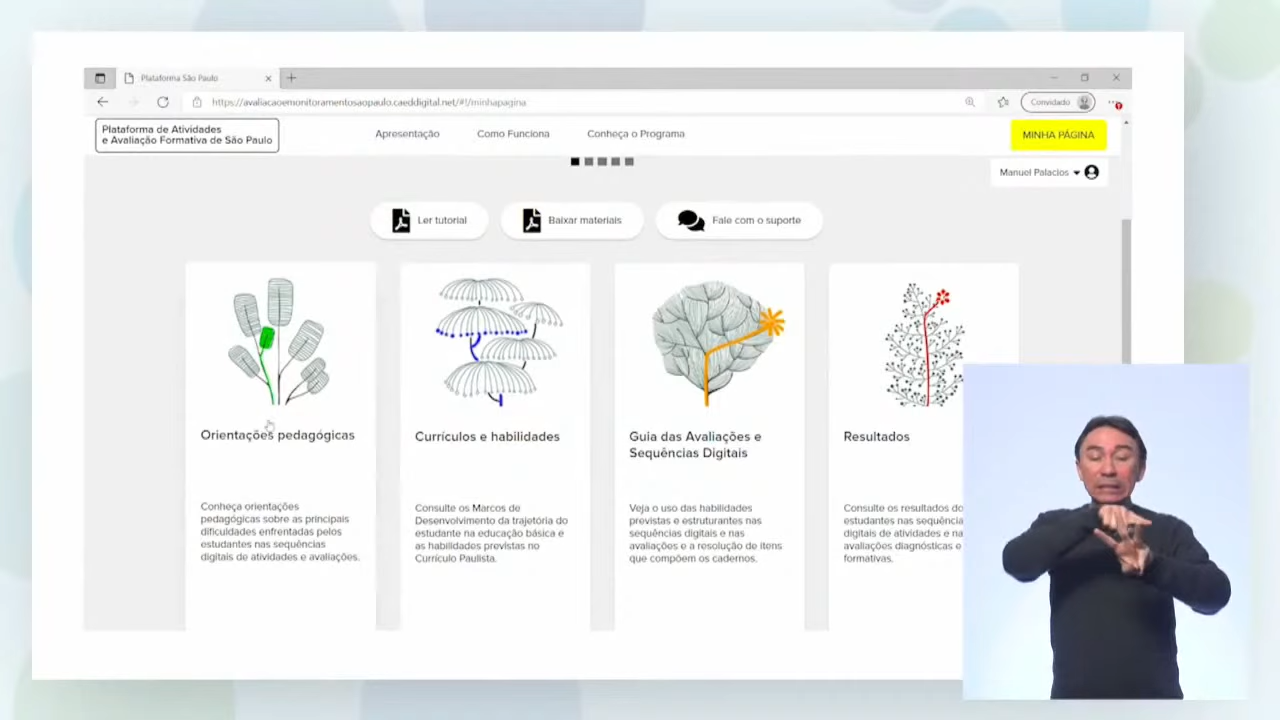 Plataforma São Paulo
https://avaliacaoemonitoramentosaopaulo.caeddigital.net/#!/minhapagina
Convidado
Plataforma de Atividades
e Avaliação Formativa de São Paulo
Apresentação
Como Funciona
Conheça o Programa
MINHA PÁGINA
Manuel Palacios
Ler tutorial
Baixar materiais
Fale com o suporte
Orientações pedagógicas
Conheça orientações
pedagógicas sobre as principais
dificuldades enfrentadas pelos
estudantes nas sequências
digitais de atividades e avaliações.
Currículos e habilidades
Consulte os Marcos de
Desenvolvimento da trajetória do
estudante na educação básica e
as habilidades previstas no
Currículo Paulista.
Guia das Avaliações e
Sequências Digitais
Veja o uso das habilidades
previstas e estruturantes nas
sequências digitais e nas
avaliações e a resolução de itens
que compõem os cadernos.
Resultados
Consulte os resultados do
estudantes nas sequência
digitais de atividades e na
avaliações diagnósticas e
formativas.